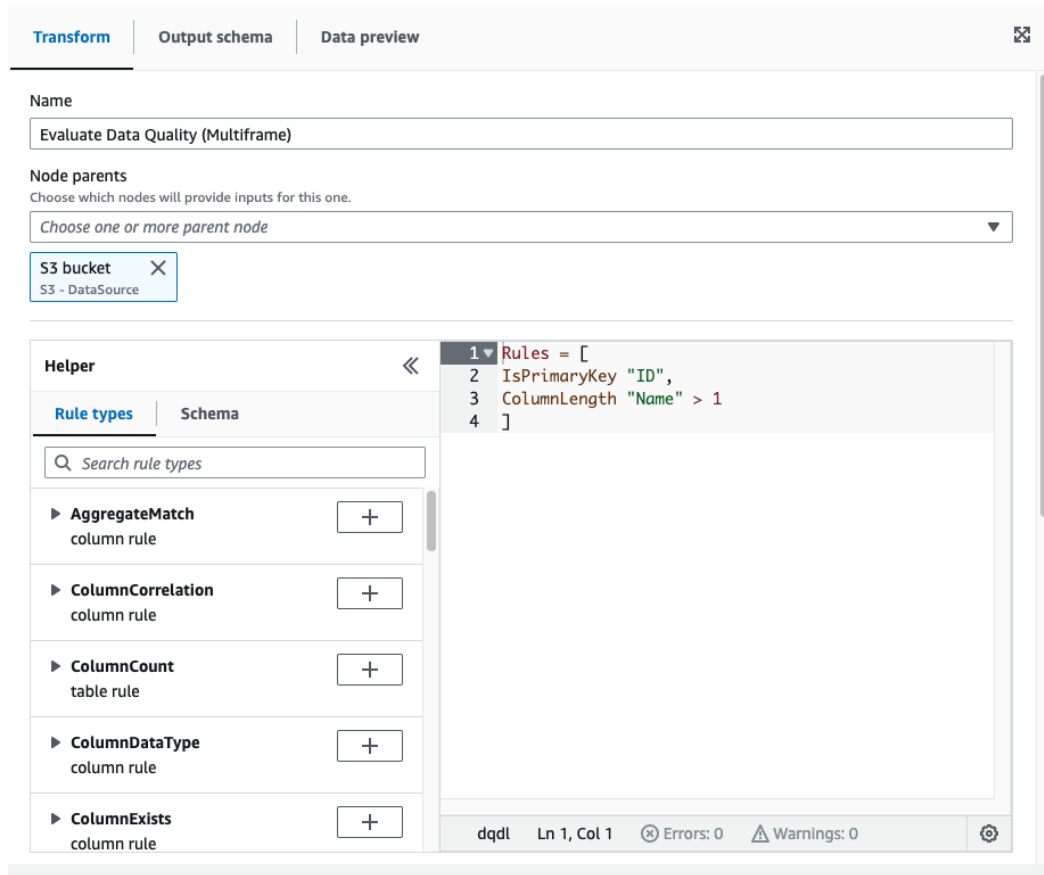 Transform Output schema Data preview
Name
Evaluate Data Quality (Multiframe)
Node parents
Choose which nodes will provide inputs for this one.
Choose one or more parent node
S3 bucket
S3 - DataSource
Helper
Rule types Schema
Search rule types
AggregateMatch
column rule
ColumnCorrelation
column rule
ColumnCount
table rule
ColumnDataType
column rule
ColumnExists
column rule
1 Rules = [
2 IsPrimaryKey "ID",
3 ColumnLength "Name" > 1
4 ]
dqdl Ln 1, Col 1 Errors: 0 Warnings: 0